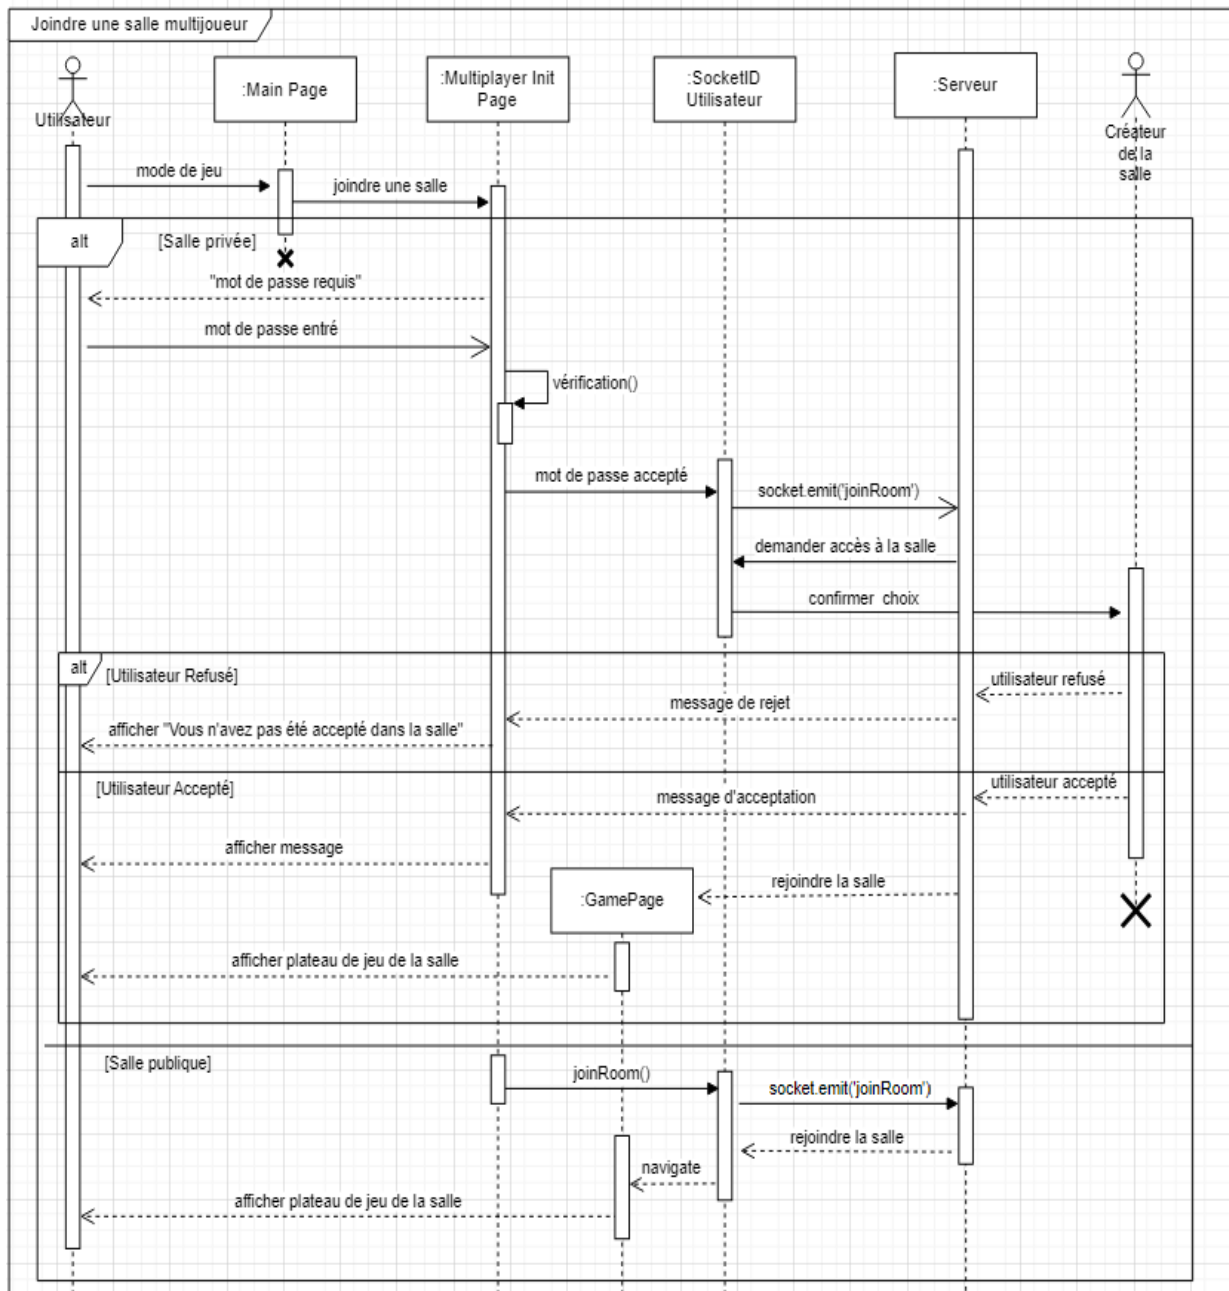 Joindre une salle multijoueur
Utilisateur
:Main Page
:Multiplayer Init
Page
:SocketID
Utilisateur
:Serveur
Créateur
de la
salle
mode de jeu
joindre une salle
alt
[Salle privée]
"mot de passe requis"
mot de passe entré
vérification()
mot de passe accepté
socket.emit('joinRoom')
demander accès à la salle
confirmer choix
alt
[Utilisateur Refusé]
utilisateur refusé
message de rejet
afficher "Vous n'avez pas été accepté dans la salle"
[Utilisateur Accepté]
utilisateur accepté
message d'acceptation
afficher message
rejoindre la salle
:GamePage
afficher plateau de jeu de la salle
[Salle publique]
joinRoom()
socket.emit('joinRoom')
rejoindre la salle
navigate
afficher plateau de jeu de la salle